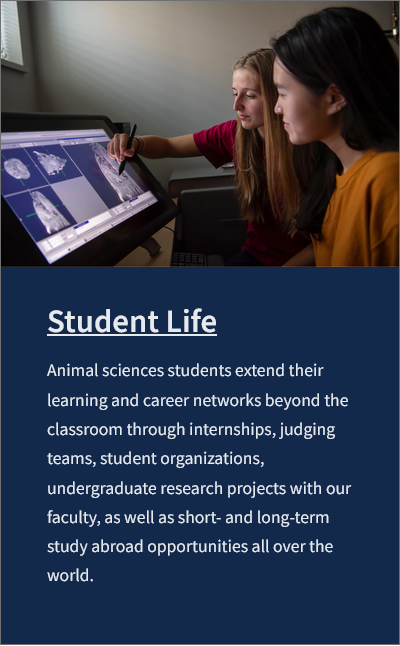 Student Life
Animal sciences students extend their
learning and career networks beyond the
classroom through internships, judging
teams, student organizations,
undergraduate research projects with our
faculty, as well as short- and long-term
study abroad opportunities all over the
world.